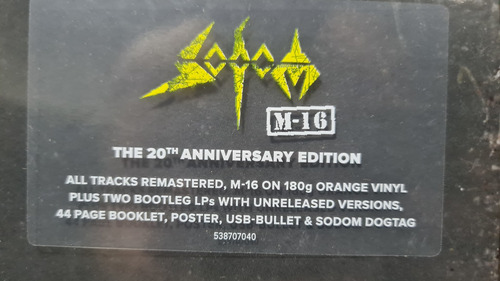 SODOM
M-16
THE 20TH ANNIVERSARY EDITION
ALL TRACKS REMASTERED, M-16 ON 180g ORANGE VINYL
PLUS TWO BOOTLEG LPs WITH UNRELEASED VERSIONS,
44 PAGE BOOKLET, POSTER, USB-BULLET & SODOM DOGTAG
538707040